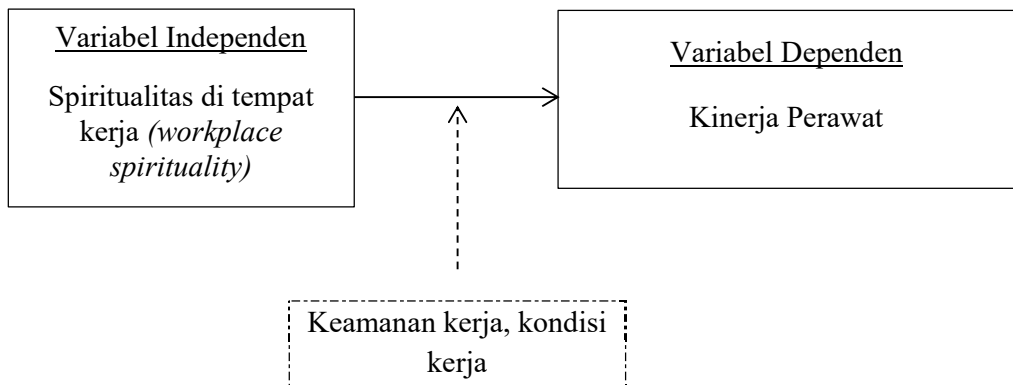 Variabel Independen
Spiritualitas di tempat
kerja (workplace
spirituality)
Variabel Dependen
Kinerja Perawat
Keamanan kerja, kondisi
kerja